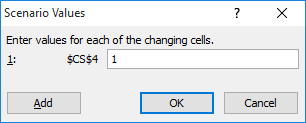 Scenario Values ? ×
Enter values for each of the changing cells.
1: $C$4 1
Add OK Cancel